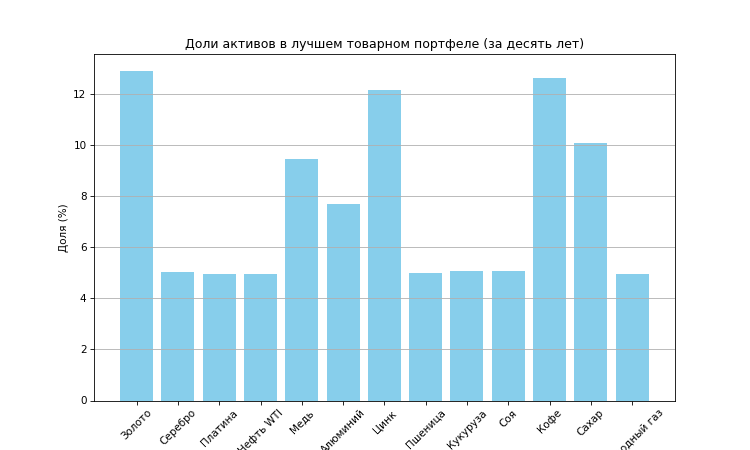 Доли активов в лучшем товарном портфеле (за десять лет)
Доля (%)
12
10
8
6
4
2
0
Золото
Серебро
Платина
Нефть WTI
Медь
Алюминий
Цинк
Пшеница
Кукуруза
Соя
Кофе
Сахар
газ